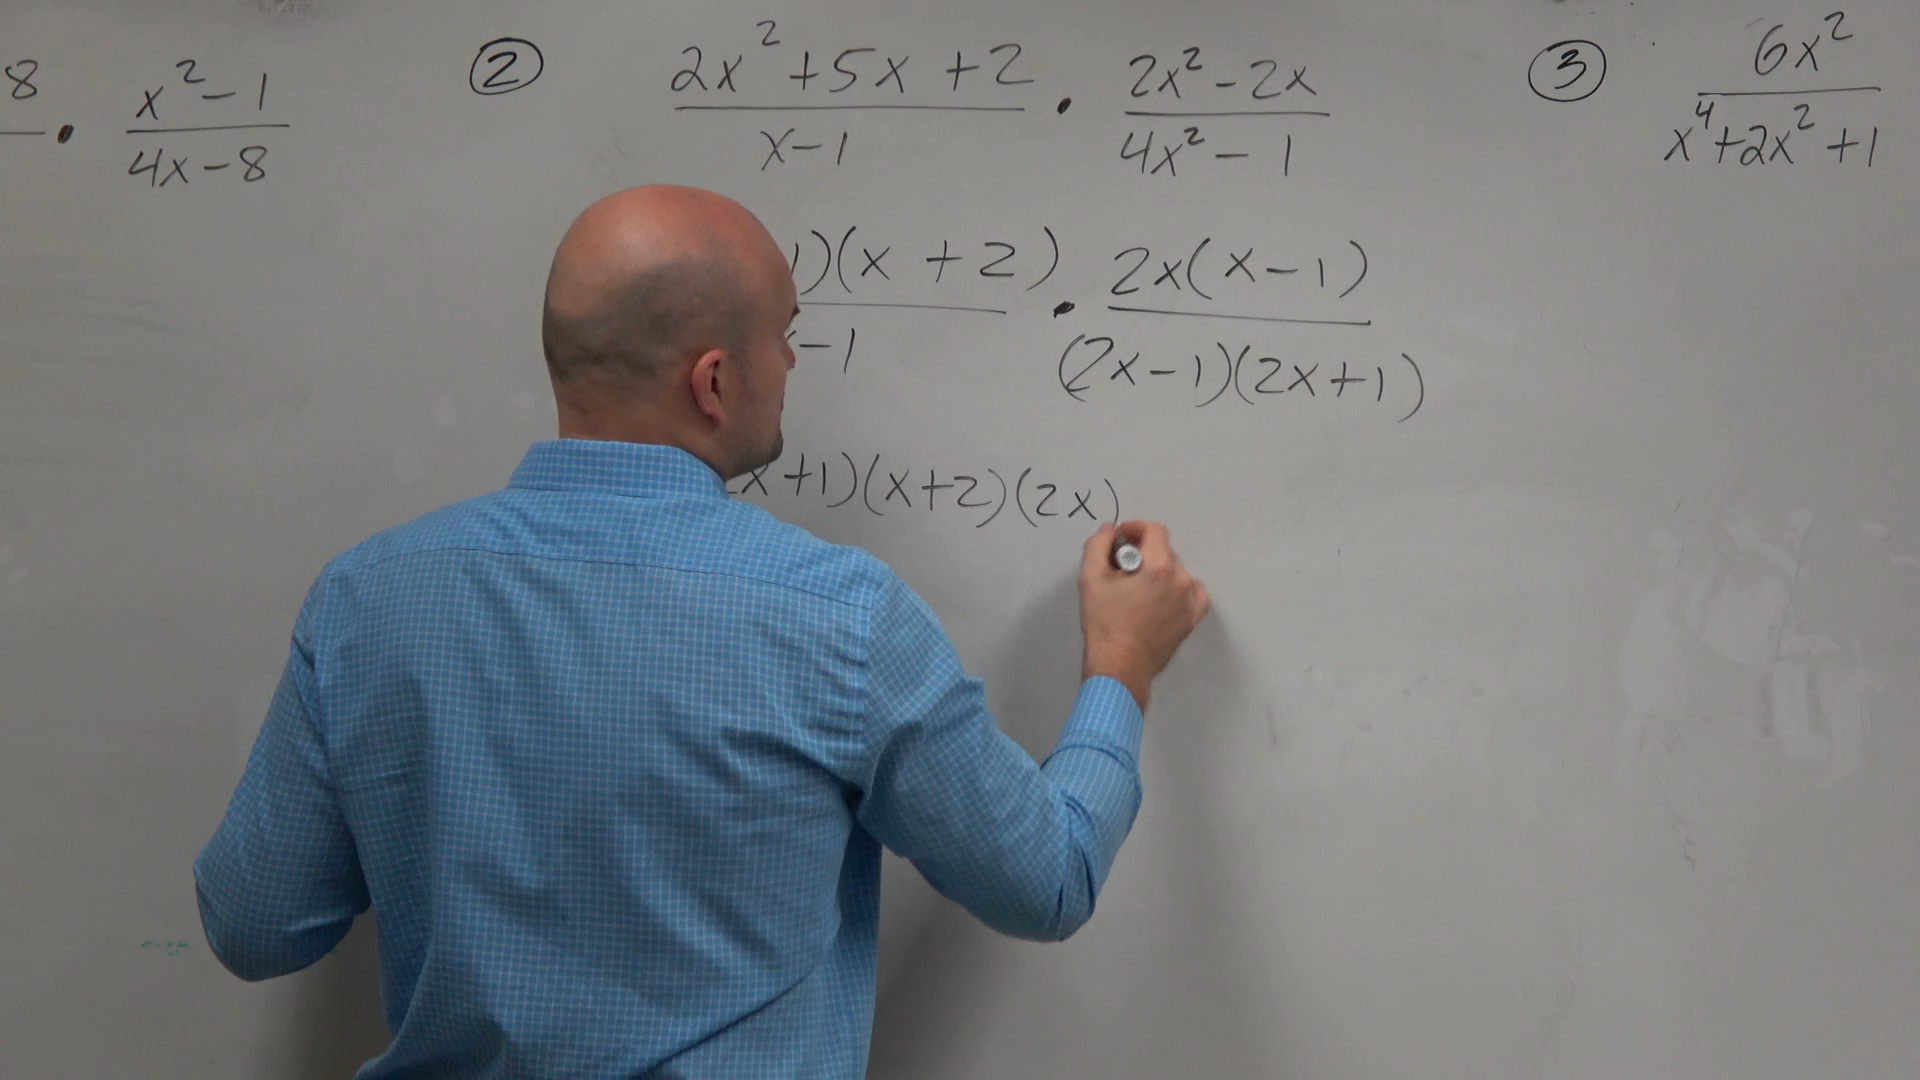 8 · x² - 1 / 4x - 8
② 2x² + 5x + 2 / x - 1 · 2x² - 2x / 4x² - 1
1)(x + 2) / - 1 · 2x(x - 1) / (2x - 1)(2x + 1)
x + 1)(x + 2)(2x)
③ 6x² / x⁴ + 2x² + 1